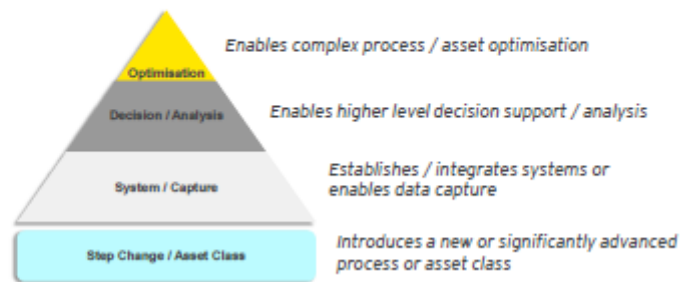 Enables complex process / asset optimisation
Optimisation
Decision / Analysis
Enables higher level decision support / analysis
System / Capture
Establishes / integrates systems or
enables data capture
Step Change / Asset Class
Introduces a new or significantly advanced
process or asset class